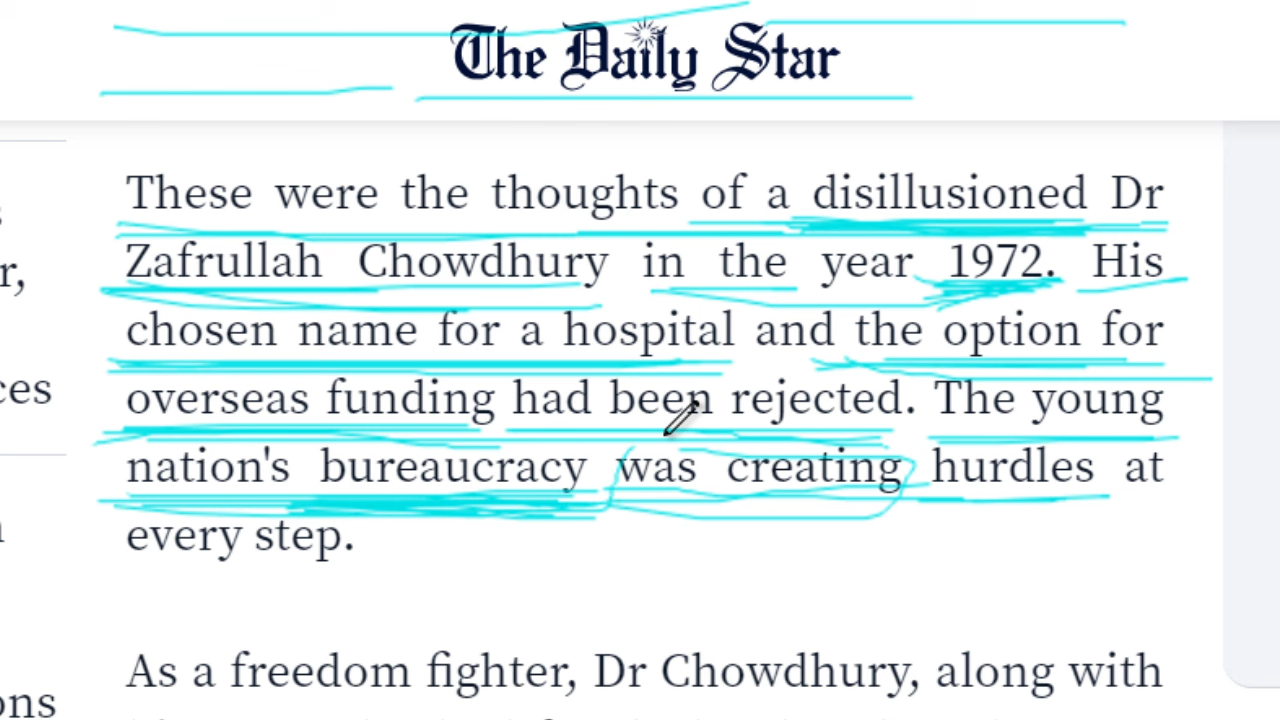 The Daily Star
These were the thoughts of a disillusioned Dr
Zafrullah Chowdhury in the year 1972. His
chosen name for a hospital and the option for
overseas funding had been rejected. The young
nation's bureaucracy was creating hurdles at
every step.
As a freedom fighter, Dr Chowdhury, along with